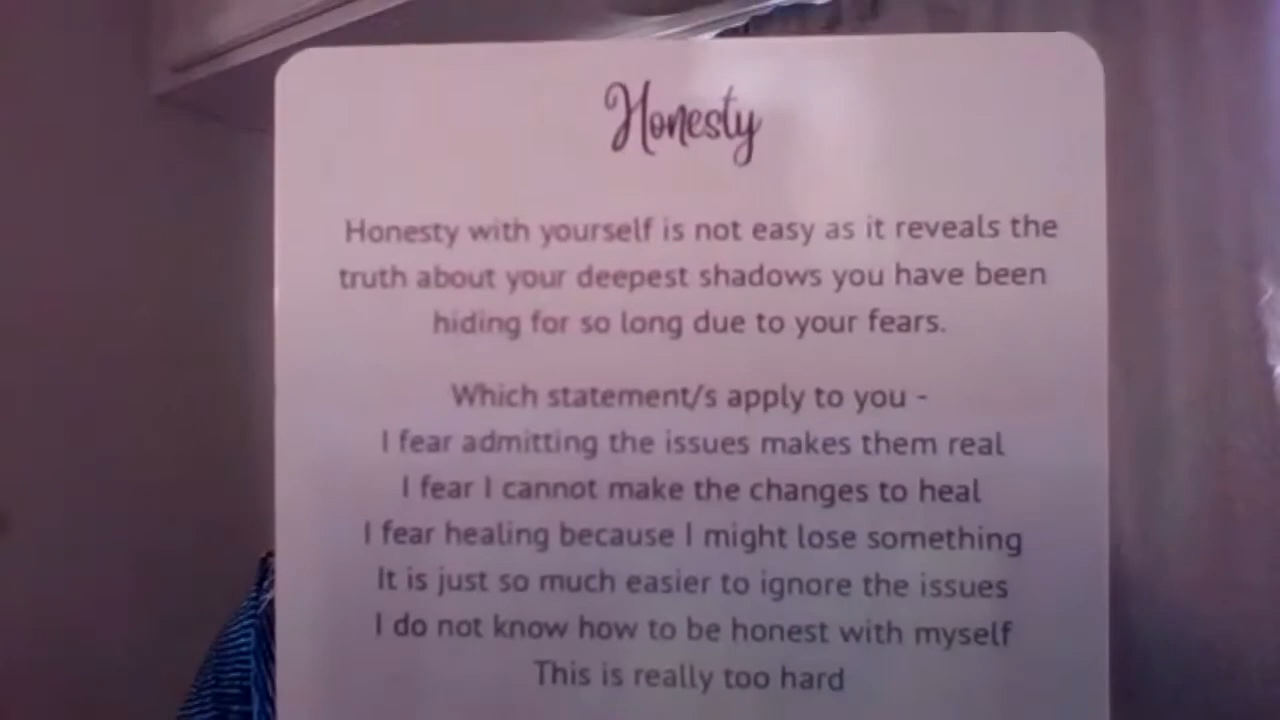 Honesty
Honesty with yourself is not easy as it reveals the
truth about your deepest shadows you have been
hiding for so long due to your fears.
Which statement/s apply to you -
I fear admitting the issues makes them real
I fear I cannot make the changes to heal
I fear healing because I might lose something
It is just so much easier to ignore the issues
I do not know how to be honest with myself
This is really too hard